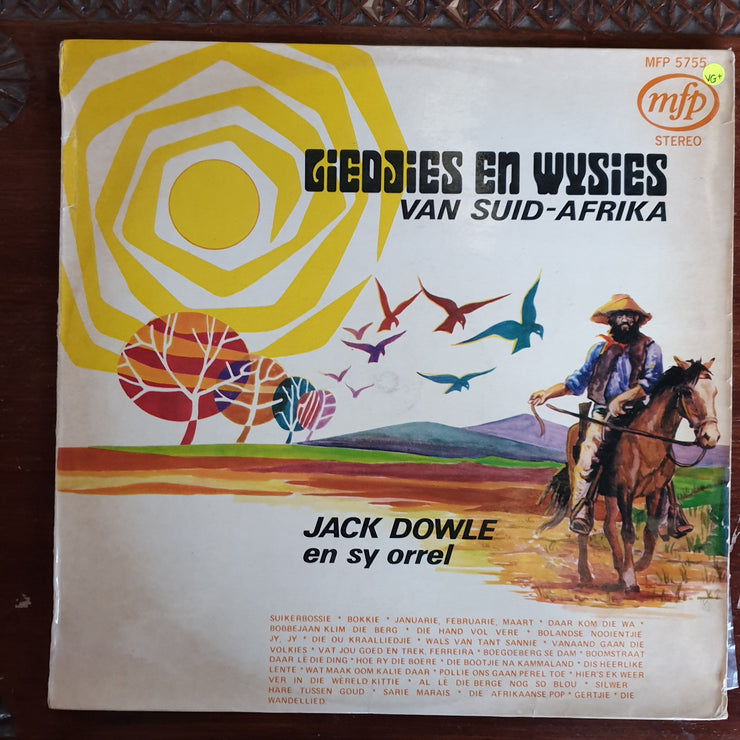 MFP 5755
VG+
mfp
STEREO
LIEDJIES EN WYSIES
VAN SUID-AFRIKA
JACK DOWLE
en sy orrel
SUIKERBOSSIE * BOKKIE * JANUARIE, FEBRUARIE, MAART * DAAR KOM DIE WA *
BOBBEJAAN KLIM DIE BERG * DIE HAND VOL VERE * BOLANDSE NOOIENTJIE
JY, JY * DIE OU KRAALLIEDJIE * WALS VAN TANT SANNIE * VANAAND GAAN DIE
VOLKIES * VAT JOU GOED EN TREK, FERREIRA * BOEGOEBERG SE DAM * BOOMSTRAAT
DAAR LÊ DIE DING * HOE RY DIE BOERE * DIE BOOTJIE NA KAMMALAND * DIS HEERLIKE
LENTE * WAT MAAK OOM KALIE DAAR * POLLIE ONS GAAN PEREL TOE * HIER'S EK WEER
VER IN DIE WÊRELD KITTIE * AL LÊ DIE BERGE NOG SO BLOU * SILWER
HARE TUSSEN GOUD * SARIE MARAIS * DIE AFRIKAANSE POP * GERTJIE * DIE
WANDELLIED